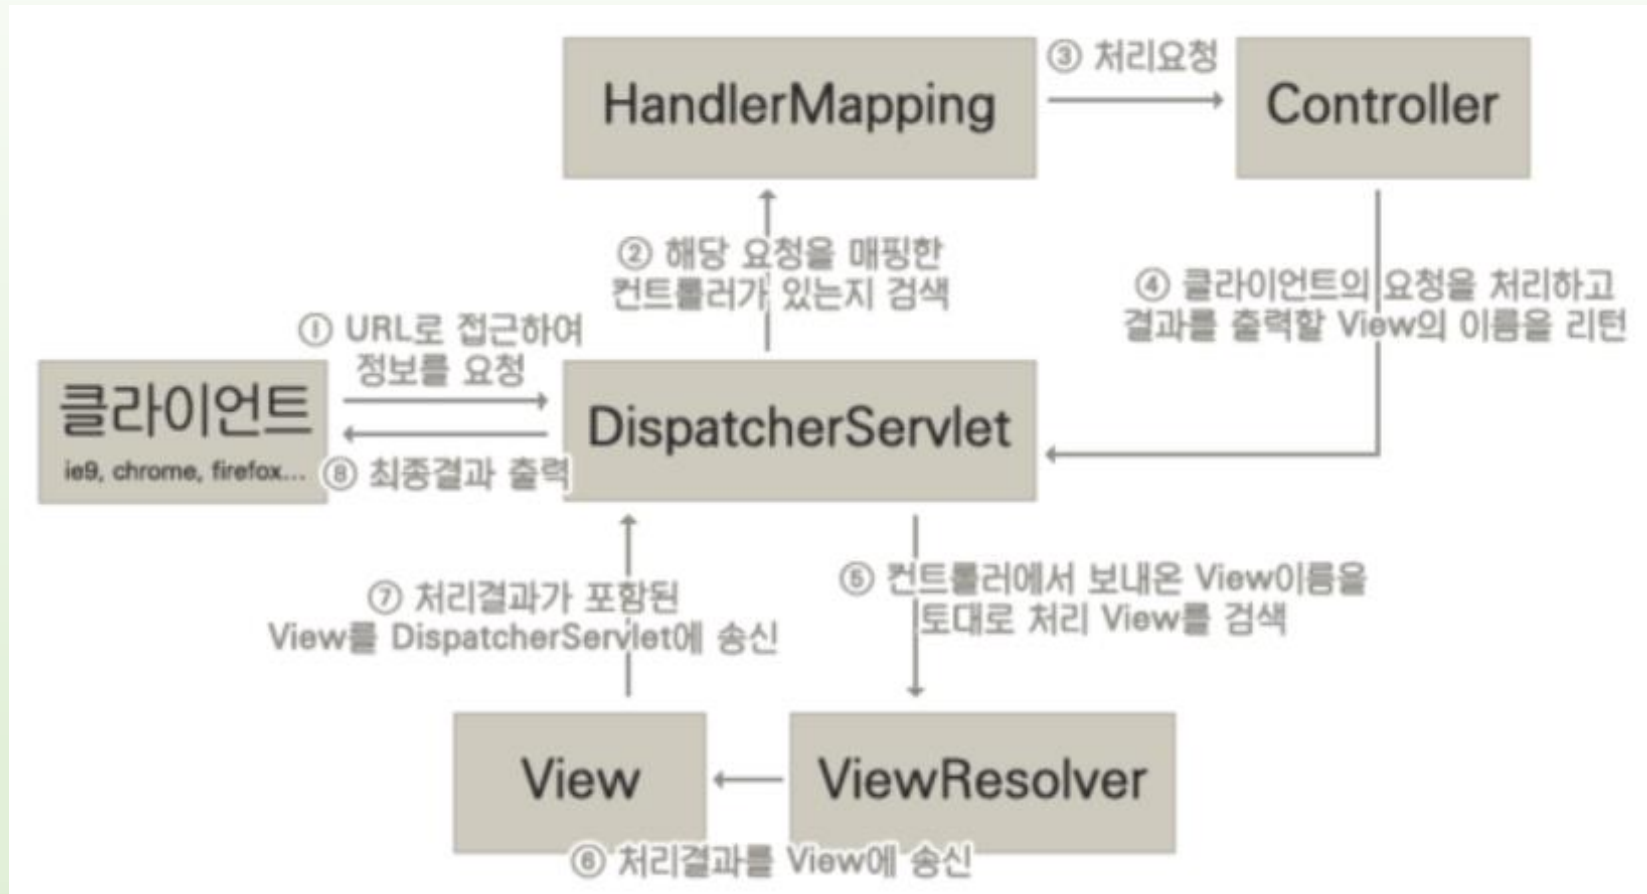 HandlerMapping
③ 처리요청
Controller
② 해당 요청을 매핑한
컨트롤러가 있는지 검색
④ 클라이언트의 요청을 처리하고
결과를 출력할 View의 이름을 리턴
① URL로 접근하여
정보를 요청
클라이언트
ie9, chrome, firefox...
DispatcherServlet
⑧ 최종결과 출력
⑤ 컨트롤러에서 보내온 View이름을
토대로 처리 View를 검색
⑦ 처리결과가 포함된
View를 DispatcherServlet에 송신
View
ViewResolver
⑥ 처리결과를 View에 송신